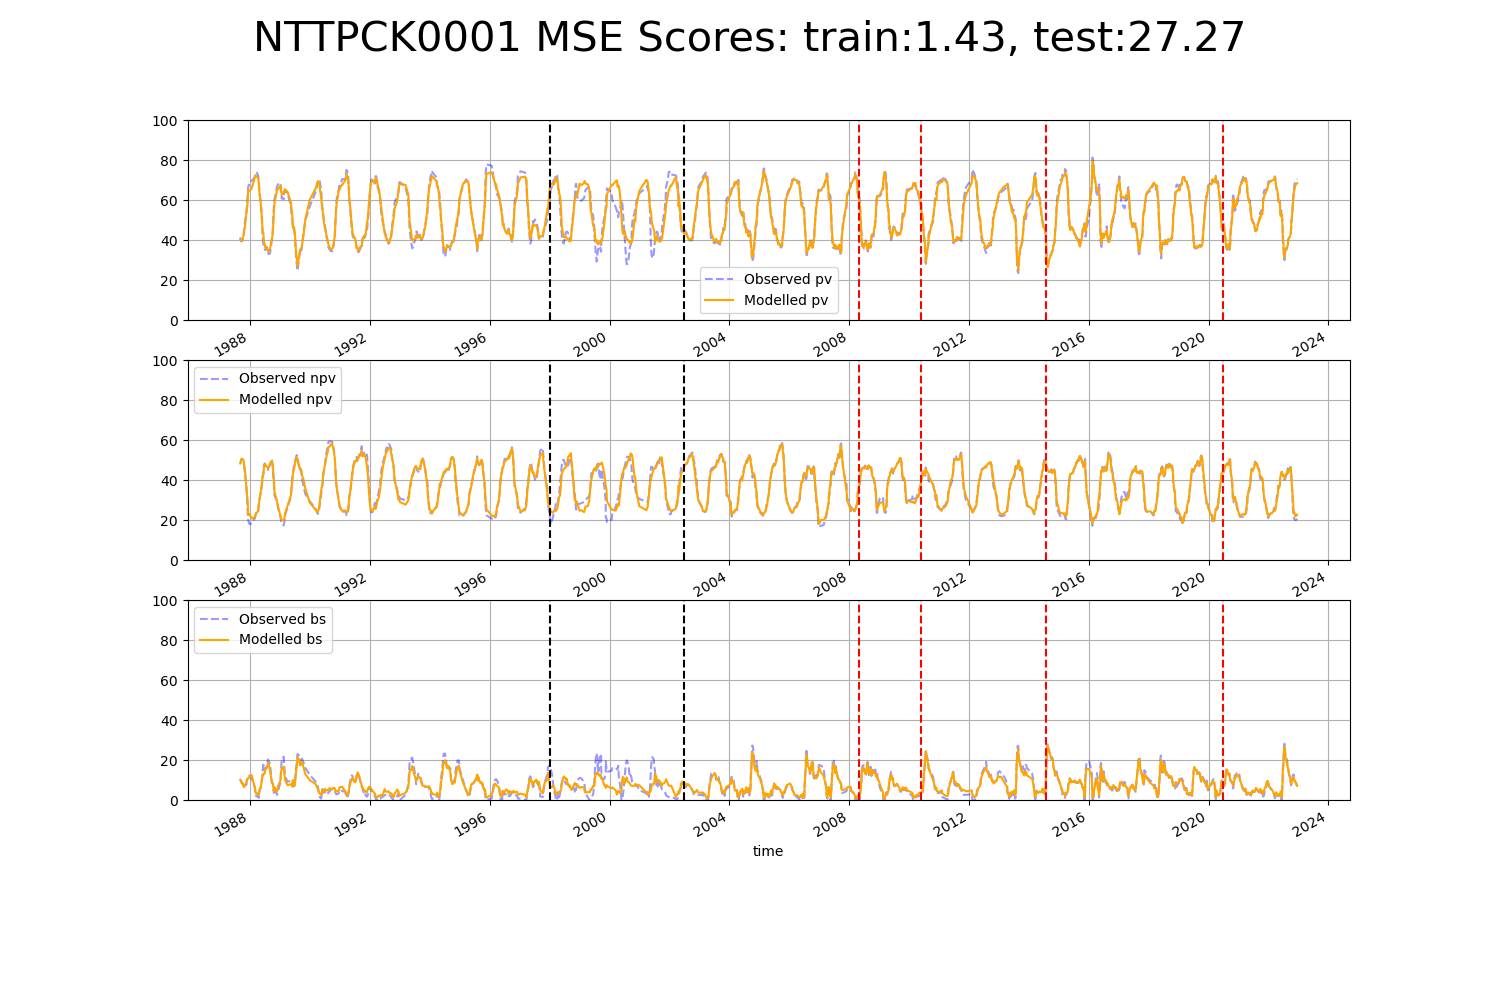 NTTPCK0001 MSE Scores: train:1.43, test:27.27
100
80
60
40
20
0
Observed pv
Modelled pv
1988 1992 1996 2000 2004 2008 2012 2016 2020 2024
100
80
60
40
20
0
Observed npv
Modelled npv
1988 1992 1996 2000 2004 2008 2012 2016 2020 2024
100
80
60
40
20
0
Observed bs
Modelled bs
1988 1992 1996 2000 2004 2008 2012 2016 2020 2024
time